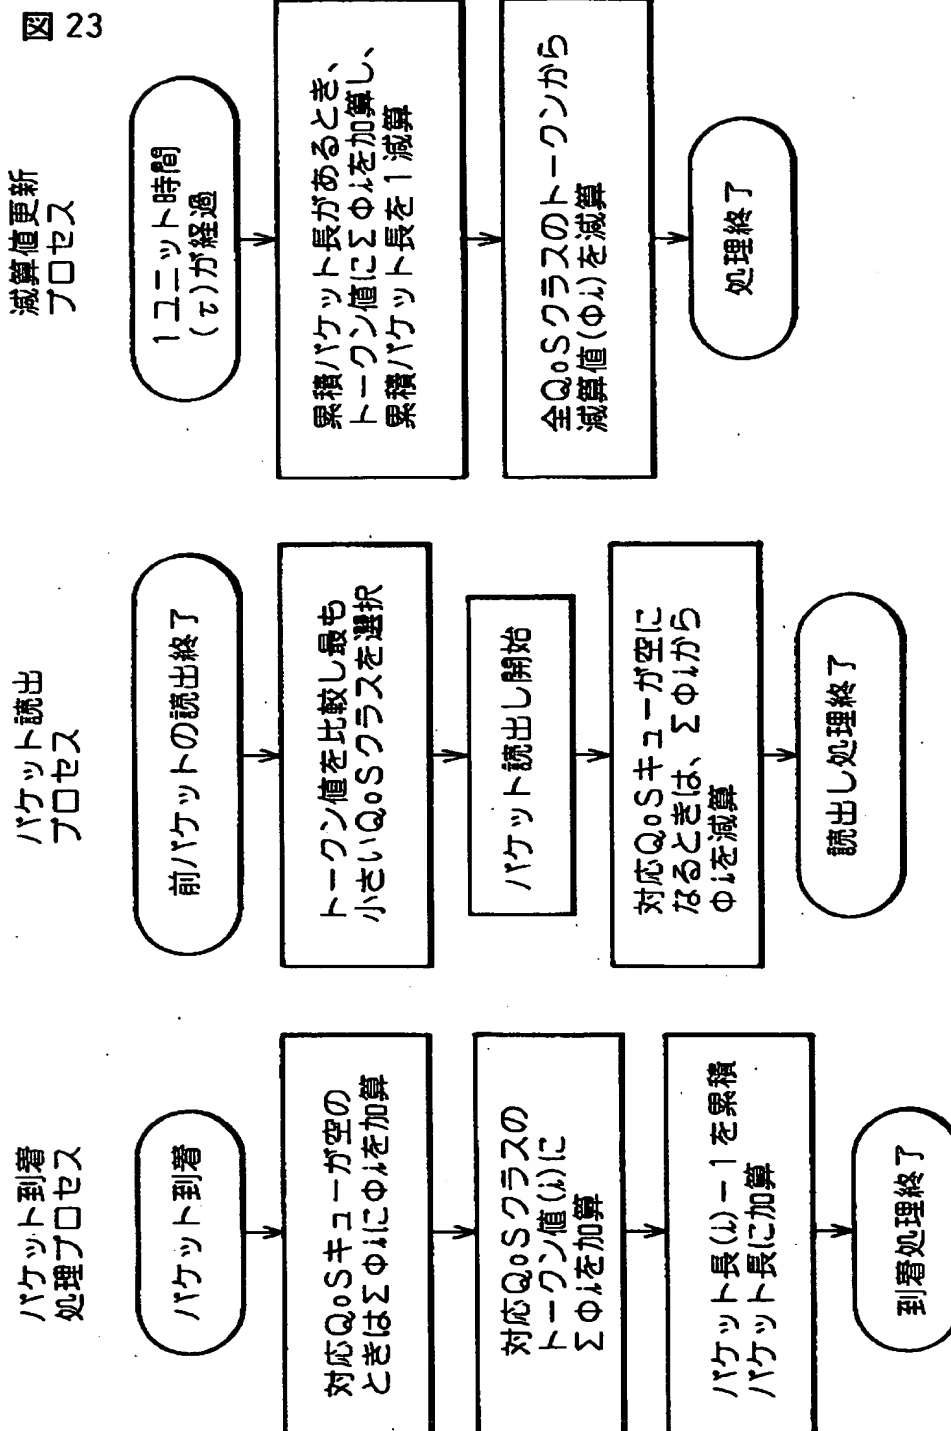 図 23
パケット到着
処理プロセス
パケット到着
対応QoSキューが空の
ときはΣΦiにΦiを加算
対応QoSクラスの
トークン値(i)に
ΣΦiを加算
パケット長(i)-1を累積
パケット長に加算
到着処理終了
パケット読出
プロセス
前パケットの読出終了
トークン値を比較し最も
小さいQoSクラスを選択
パケット読出し開始
対応QoSキューが空に
なるときは、ΣΦiから
Φiを減算
読出し処理終了
減算値更新
プロセス
1ユニット時間
(τ)が経過
累積パケット長があるとき、
トークン値にΣΦiを加算し、
累積パケット長を1減算
全QoSクラスのトークンから
減算値(Φi)を減算
処理終了